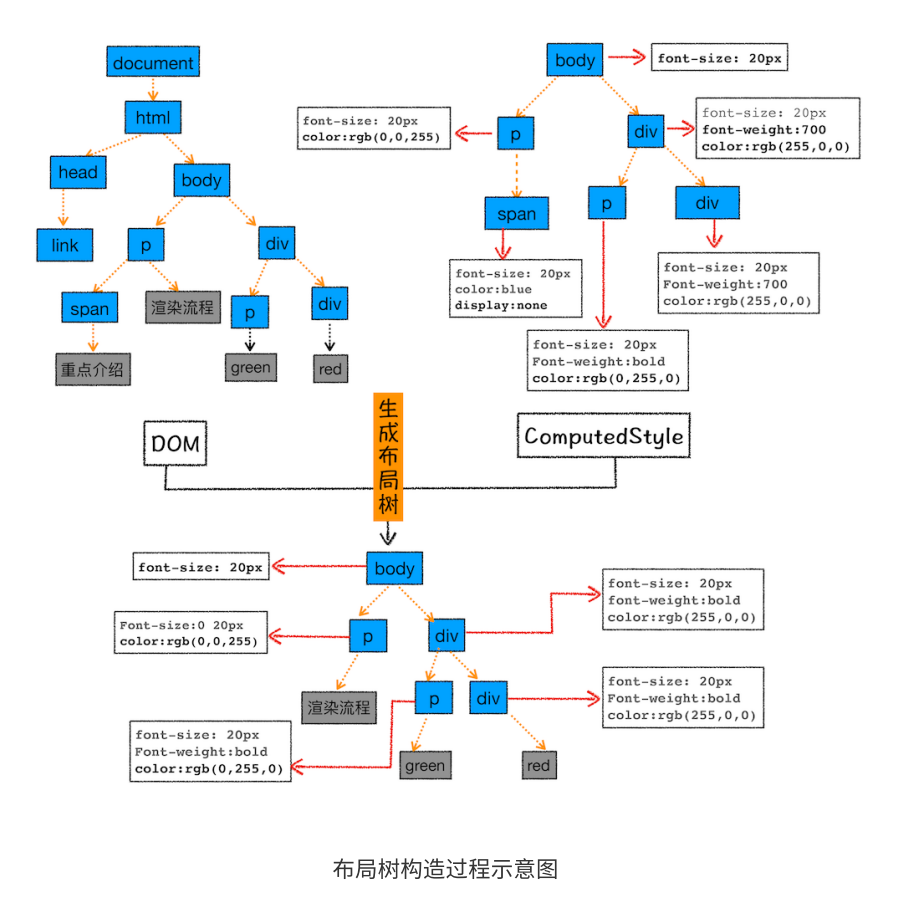 document
html
head
body
link
p
div
span
渲染流程
p
div
重点介绍
green
red
body
font-size: 20px
font-size: 20px
color:rgb(0,0,255)
p
div
font-size: 20px
font-weight:700
color:rgb(255,0,0)
span
p
div
font-size: 20px
color:blue
display:none
font-size: 20px
Font-weight:700
color:rgb(255,0,0)
font-size: 20px
Font-weight:bold
color:rgb(0,255,0)
DOM
生成布局树
ComputedStyle
font-size: 20px
body
Font-size:0 20px
color:rgb(0,0,255)
p
div
font-size: 20px
font-weight:bold
color:rgb(255,0,0)
渲染流程
p
div
font-size: 20px
Font-weight:bold
color:rgb(255,0,0)
font-size: 20px
Font-weight:bold
color:rgb(0,255,0)
green
red
布局树构造过程示意图